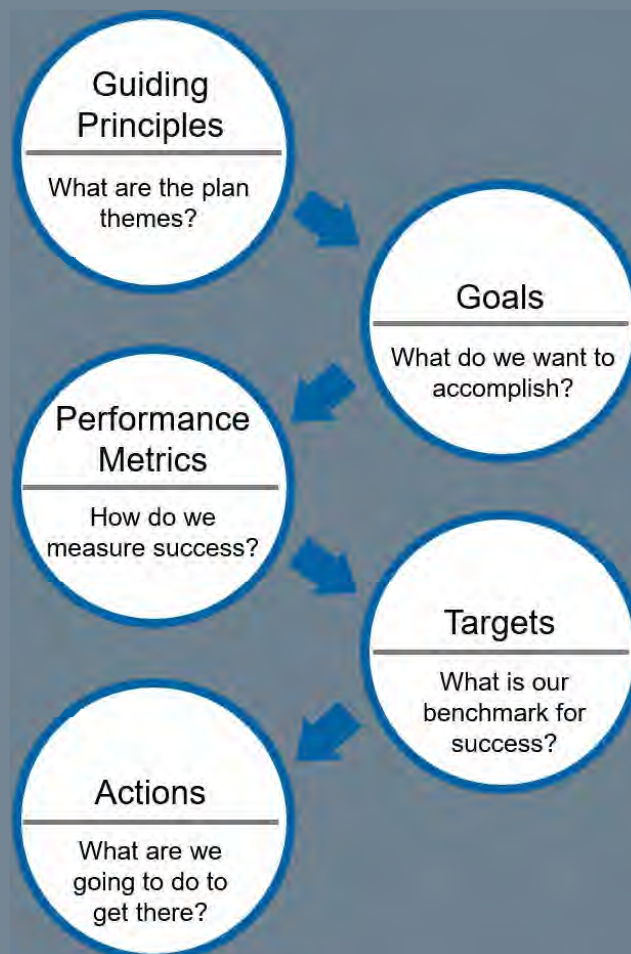 Guiding
Principles
What are the plan
themes?
Goals
What do we want to
accomplish?
Performance
Metrics
How do we
measure success?
Targets
What is our
benchmark for
success?
Actions
What are we
going to do to
get there?